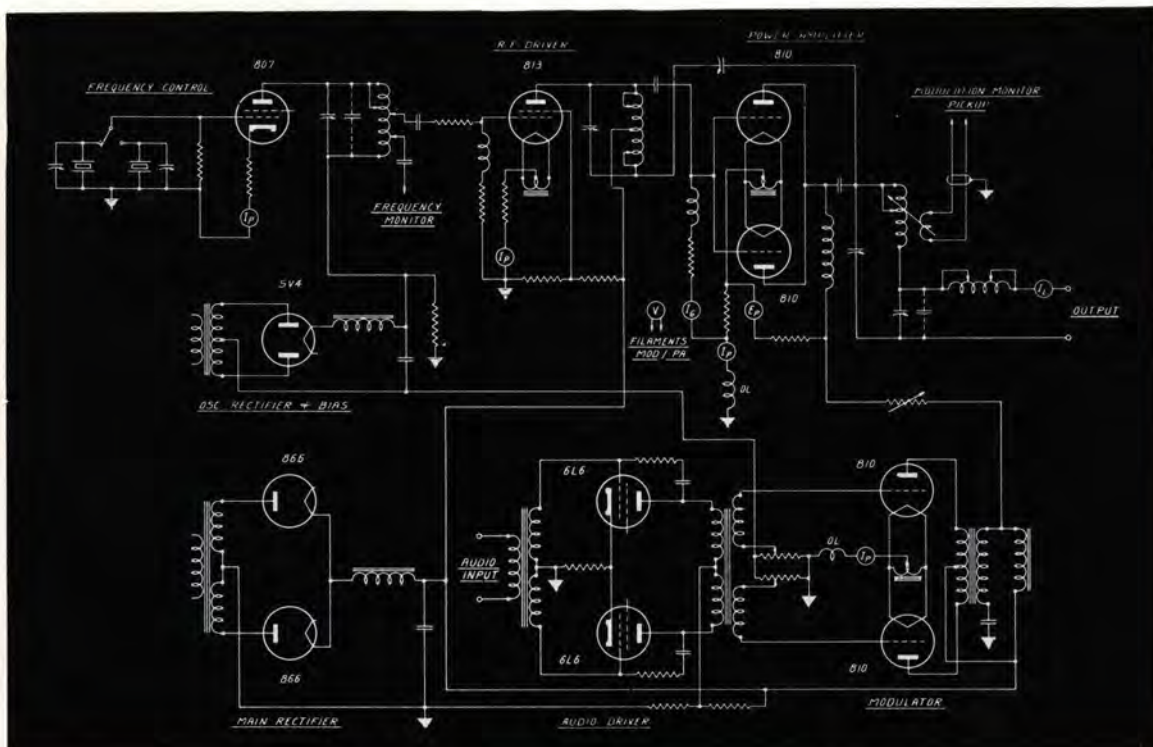 FREQUENCY CONTROL
807
R.F. DRIVER
813
POWER AMPLIFIER
810
MODULATION MONITOR
PICKUP
IP
FREQUENCY
MONITOR
IP
V
FILAMENTS
MOD/PA
IG
EP
810
IP
OL
IL
OUTPUT
5V4
OSC. RECTIFIER & BIAS
866
866
MAIN RECTIFIER
AUDIO
INPUT
6L6
6L6
AUDIO DRIVER
810
OL
IP
810
MODULATOR